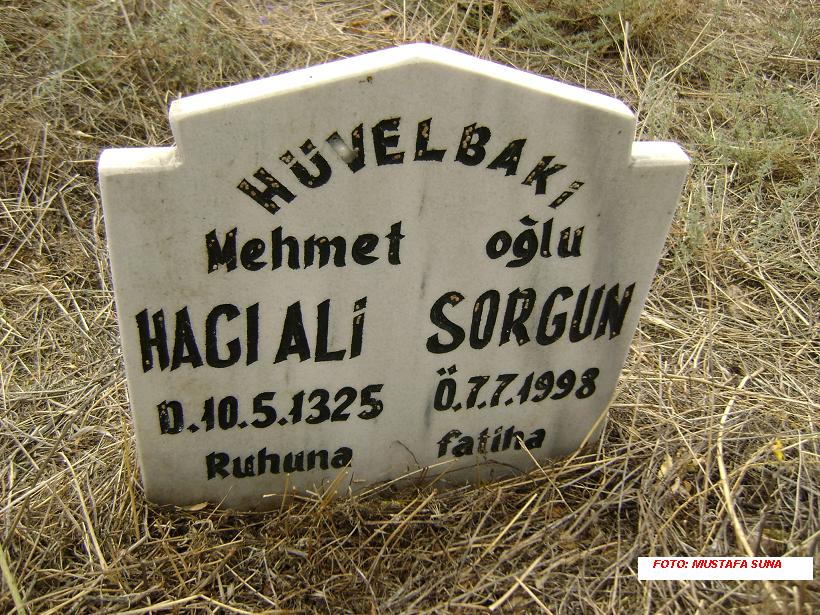 HÜVELBAKİ
Mehmet oğlu
HACI ALİ SORGUN
D.10.5.1325 Ö.7.7.1998
Ruhuna fatiha
FOTO: MUSTAFA SUNA